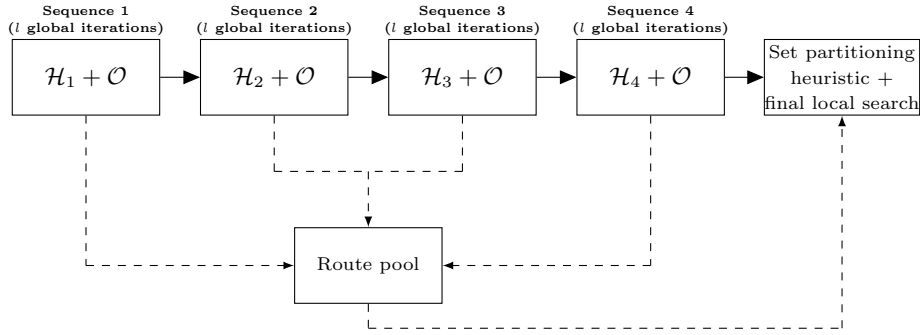 Sequence 1
(l global iterations)
Sequence 2
(l global iterations)
Sequence 3
(l global iterations)
Sequence 4
(l global iterations)
ℋ₁ + 𝒪
ℋ₂ + 𝒪
ℋ₃ + 𝒪
ℋ₄ + 𝒪
Set partitioning
heuristic +
final local search
Route pool